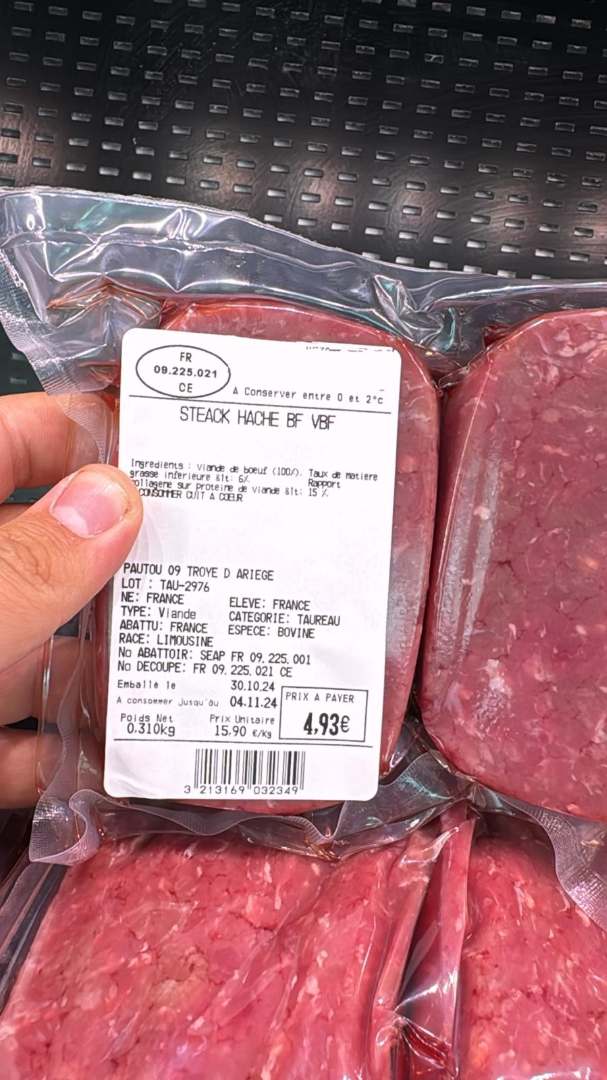 FR
09.225.021
CE
A Conserver entre 0 et 2°c
STEACK HACHE BF VBF
Ingredients : Viande de boeuf (100%). Taux de matiere
grasse inferieure &lt: 6% Rapport
collagene sur proteine de viande &lt: 15 %
CONSOMMER CUIT A COEUR
PAUTOU 09 TROYE D ARIEGE
LOT : TAU-2976
NE: FRANCE ELEVE: FRANCE
TYPE: Viande CATEGORIE: TAUREAU
ABATTU: FRANCE ESPECE: BOVINE
RACE: LIMOUSINE
No ABATTOIR: SEAP FR 09.225.001
No DECOUPE: FR 09.225.021 CE
Emballé le 30.10.24
A consommer jusqu'au 04.11.24
PRIX A PAYER
4,93€
Poids Net Prix Unitaire
0.310kg 15,90 €/kg
3 213169 032349